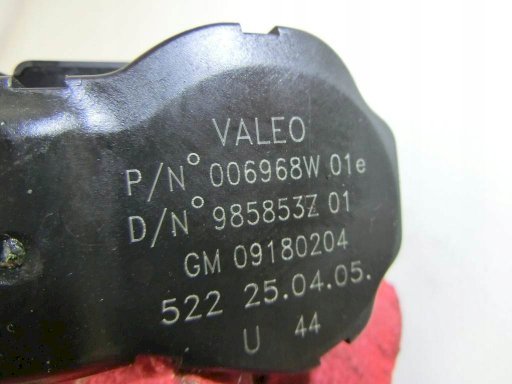 VALEO
P/N° 006968W 01e
D/N° 985853Z 01
GM 09180204
522 25.04.05.
U 44